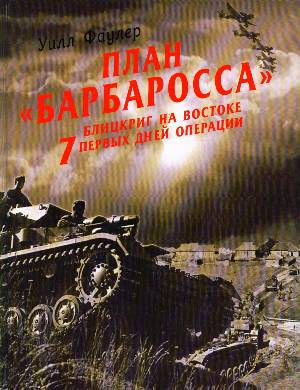 Уилл Фаулер
ПЛАН
«БАРБАРОССА»
БЛИЦКРИГ НА ВОСТОКЕ
7 ПЕРВЫХ ДНЕЙ ОПЕРАЦИИ